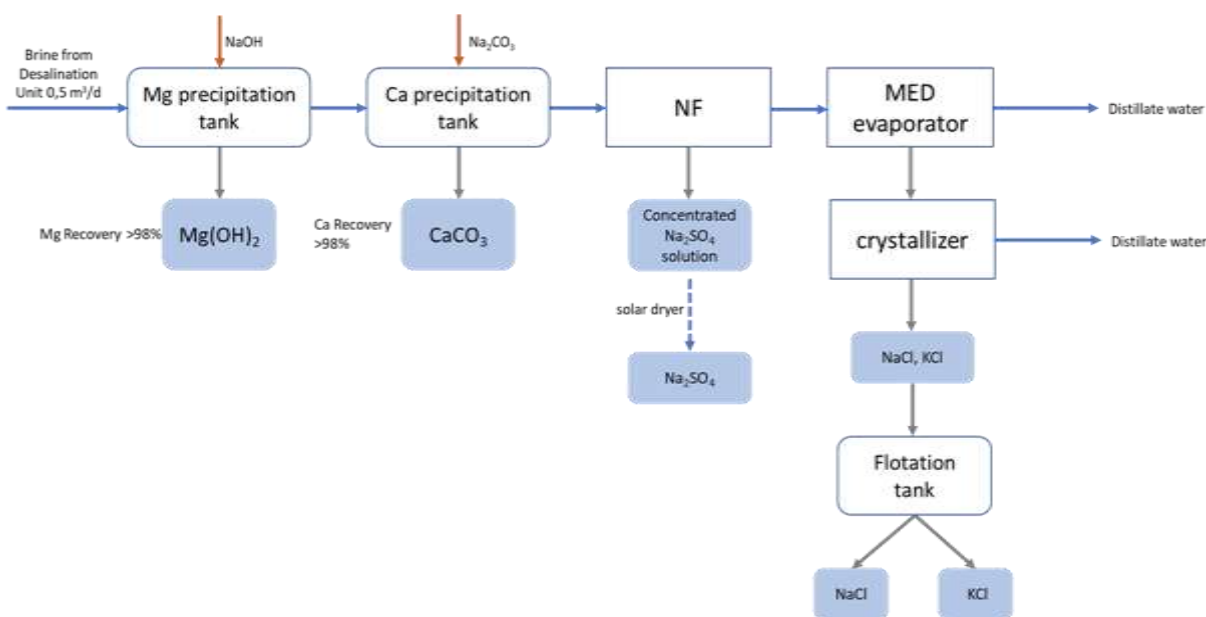 NaOH
Na₂CO₃
Brine from
Desalination
Unit 0,5 m³/d
Mg precipitation
tank
Ca precipitation
tank
NF
MED
evaporator
Distillate water
Mg Recovery >98%
Mg(OH)₂
Ca Recovery
>98%
CaCO₃
Concentrated
Na₂SO₄
solution
crystallizer
Distillate water
solar dryer
Na₂SO₄
NaCl, KCl
Flotation
tank
NaCl
KCl